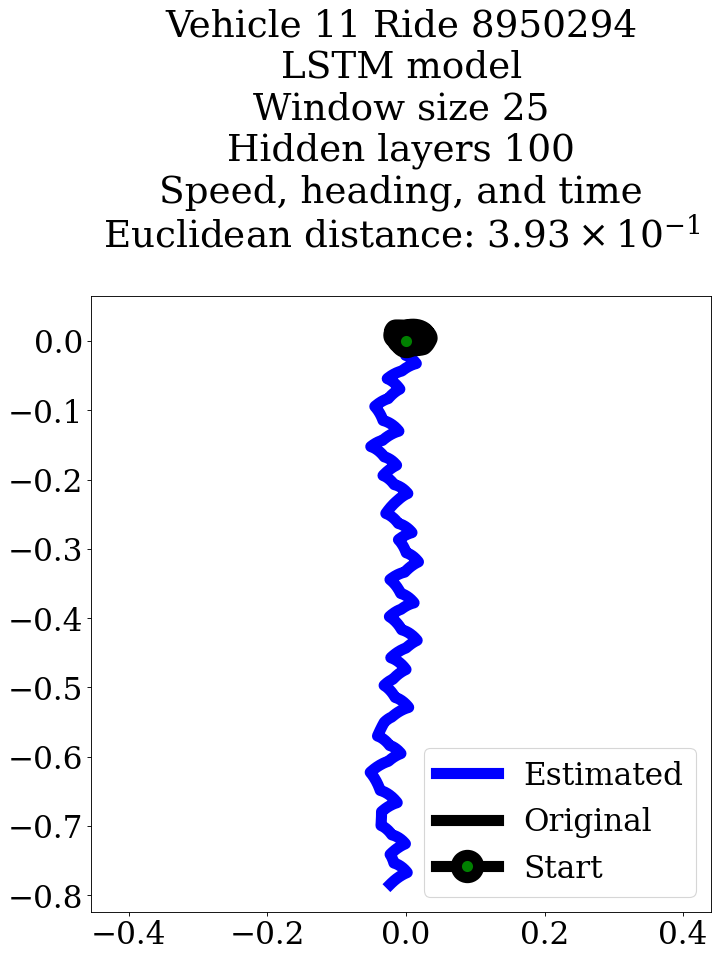 Vehicle 11 Ride 8950294
LSTM model
Window size 25
Hidden layers 100
Speed, heading, and time
Euclidean distance: 3.93 × 10⁻¹
0.0
−0.1
−0.2
−0.3
−0.4
−0.5
−0.6
−0.7
−0.8
Estimated
Original
Start
−0.4 −0.2 0.0 0.2 0.4